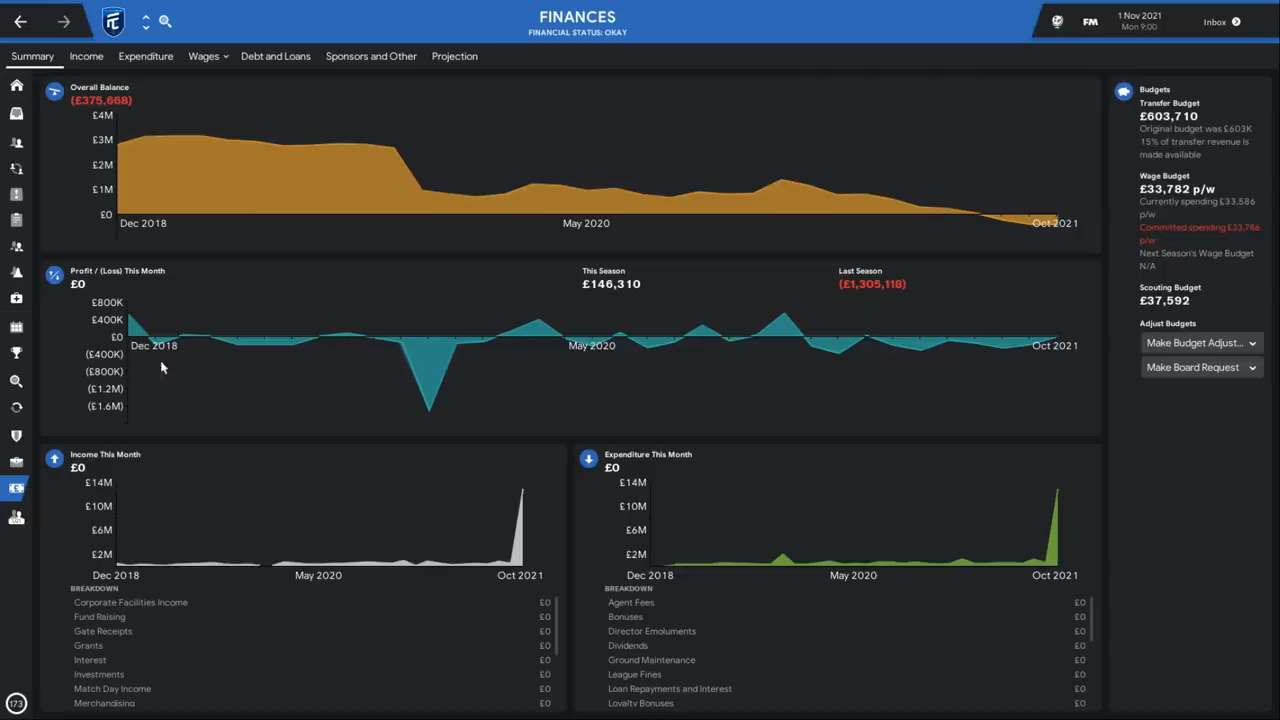 FINANCES
FINANCIAL STATUS: OKAY
FM
1 Nov 2021
Mon 9:00
Inbox
Summary
Income
Expenditure
Wages
Debt and Loans
Sponsors and Other
Projection
Overall Balance
(£375,668)
£4M
£3M
£2M
£1M
£0
Dec 2018
May 2020
Oct 2021
Profit / (Loss) This Month
£0
This Season
£146,310
Last Season
(£1,305,118)
£800K
£400K
£0
(£400K)
(£800K)
(£1.2M)
(£1.6M)
Dec 2018
May 2020
Oct 2021
Income This Month
£0
£14M
£10M
£6M
£2M
Dec 2018
May 2020
Oct 2021
BREAKDOWN
Corporate Facilities Income £0
Fund Raising £0
Gate Receipts £0
Grants £0
Interest £0
Investments £0
Match Day Income £0
Merchandising £0
Expenditure This Month
£0
£14M
£10M
£6M
£2M
Dec 2018
May 2020
Oct 2021
BREAKDOWN
Agent Fees £0
Bonuses £0
Director Emoluments £0
Dividends £0
Ground Maintenance £0
League Fines £0
Loan Repayments and Interest £0
Loyalty Bonuses £0
Budgets
Transfer Budget
£603,710
Original budget was £603K
15% of transfer revenue is
made available
Wage Budget
£33,782 p/w
Currently spending £33,586
p/w
Committed spending £33,786
p/w
Next Season's Wage Budget
N/A
Scouting Budget
£37,592
Adjust Budgets
Make Budget Adjust...
Make Board Request
173